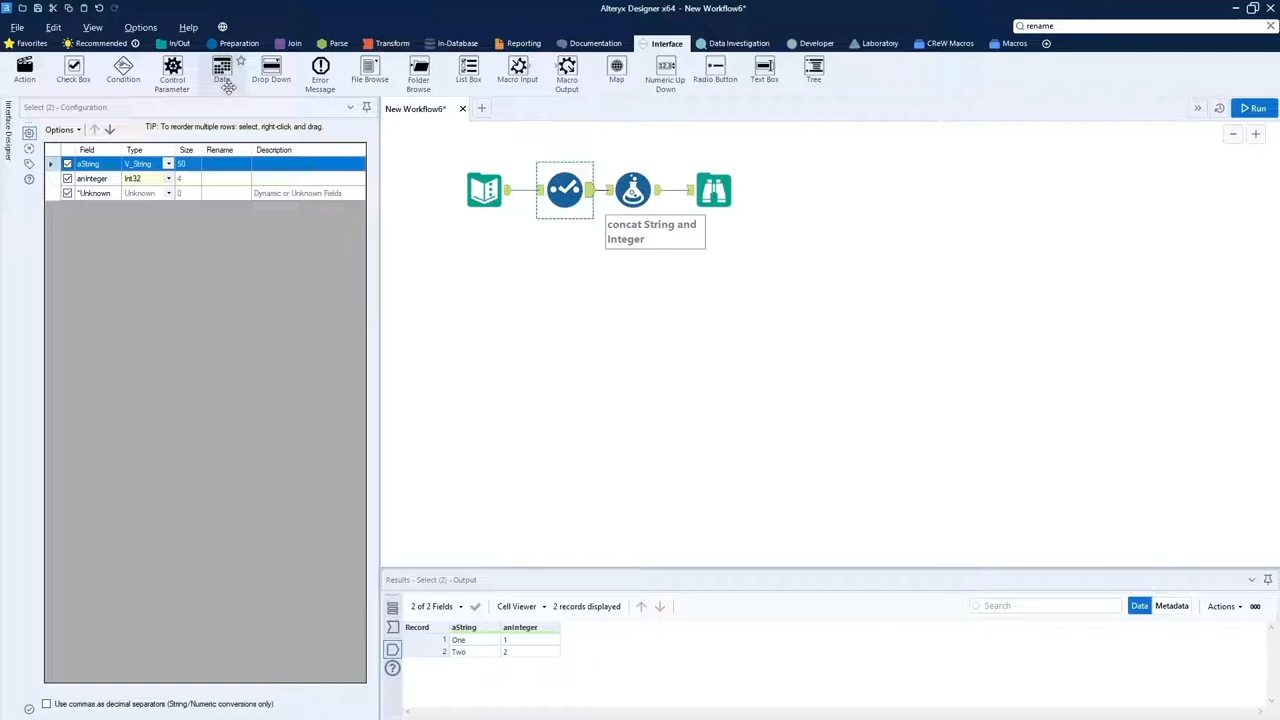 Alteryx Designer x64 - New Workflow6*
File Edit View Options Help
rename
Favorites Recommended In/Out Preparation Join Parse Transform In-Database Reporting Documentation Interface Data Investigation Developer Laboratory CReW Macros Macros
Action Check Box Condition Control Parameter Date Drop Down Error Message File Browse Folder Browse List Box Macro Input Macro Output Map Numeric Up Down Radio Button Text Box Tree
Interface Designer
Select (2) - Configuration
New Workflow6*
Run
Options
TIP: To reorder multiple rows: select, right-click and drag.
Field Type Size Rename Description
aString V_String 50
anInteger Int32 4
*Unknown Unknown 0 Dynamic or Unknown Fields
concat String and
Integer
Results - Select (2) - Output
2 of 2 Fields Cell Viewer 2 records displayed Search Data Metadata Actions 000
Record aString anInteger
1 One 1
2 Two 2
Use commas as decimal separators (String/Numeric conversions only)